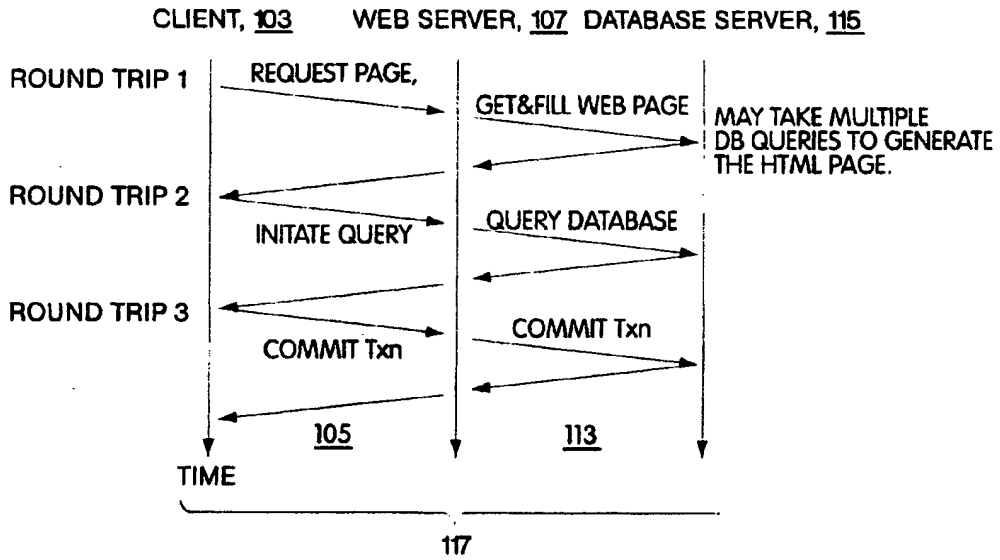 CLIENT, 103 WEB SERVER, 107 DATABASE SERVER, 115
ROUND TRIP 1
REQUEST PAGE,
GET&FILL WEB PAGE
MAY TAKE MULTIPLE
DB QUERIES TO GENERATE
THE HTML PAGE.
ROUND TRIP 2
INITATE QUERY
QUERY DATABASE
ROUND TRIP 3
COMMIT Txn
COMMIT Txn
105
113
TIME
117